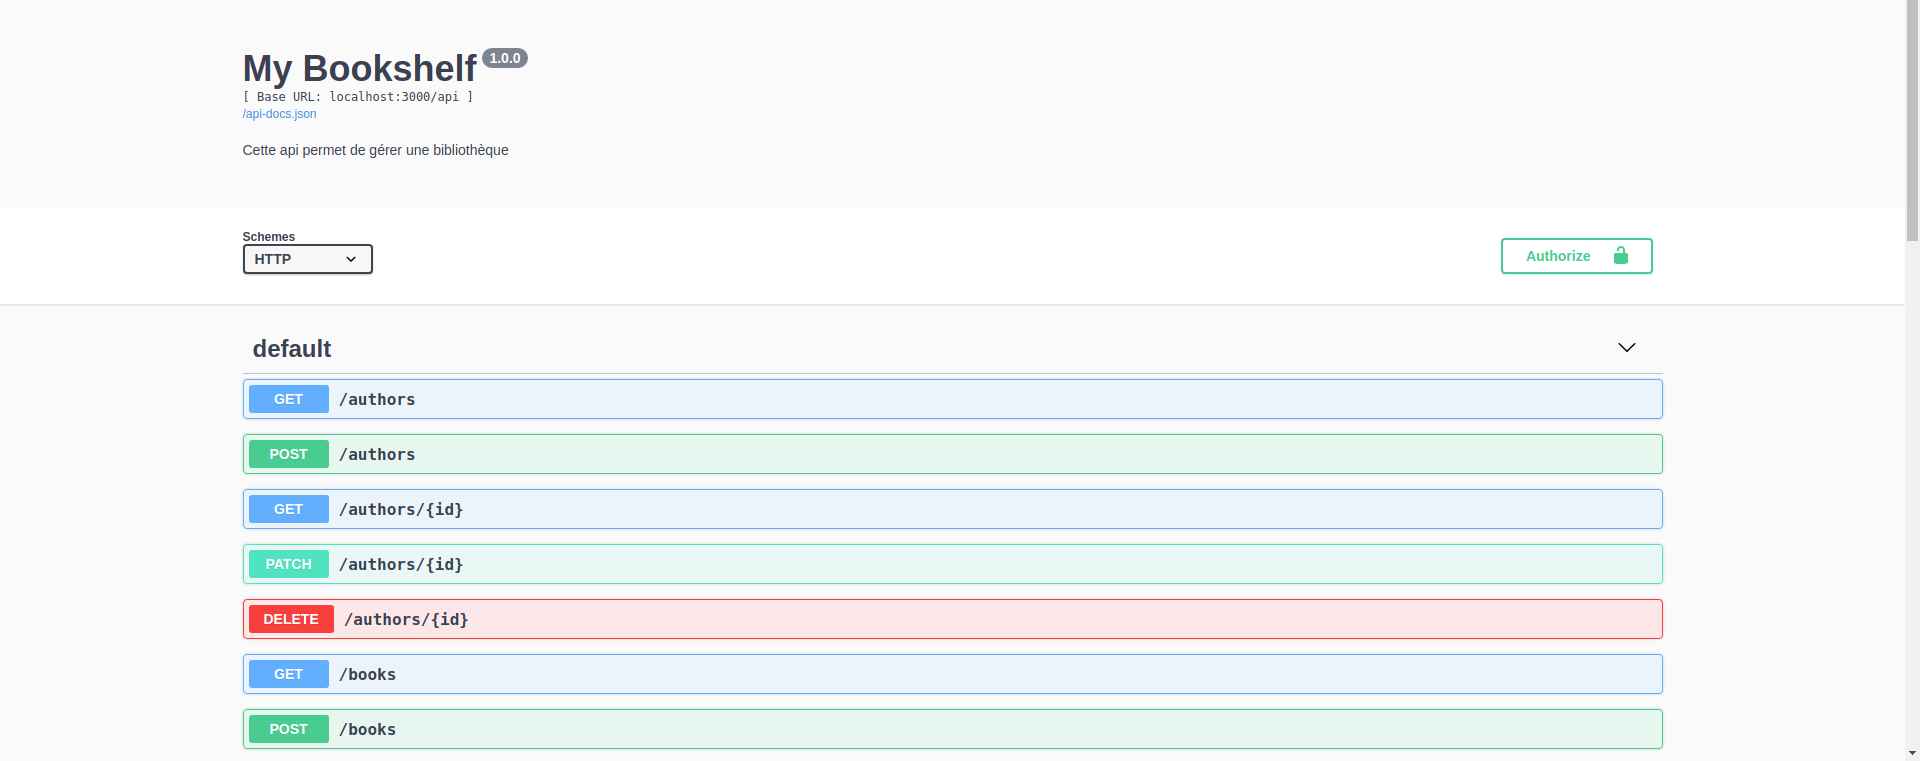 My Bookshelf 1.0.0
[ Base URL: localhost:3000/api ]
/api-docs.json
Cette api permet de gérer une bibliothèque
Schemes
HTTP
Authorize
default
GET /authors
POST /authors
GET /authors/{id}
PATCH /authors/{id}
DELETE /authors/{id}
GET /books
POST /books